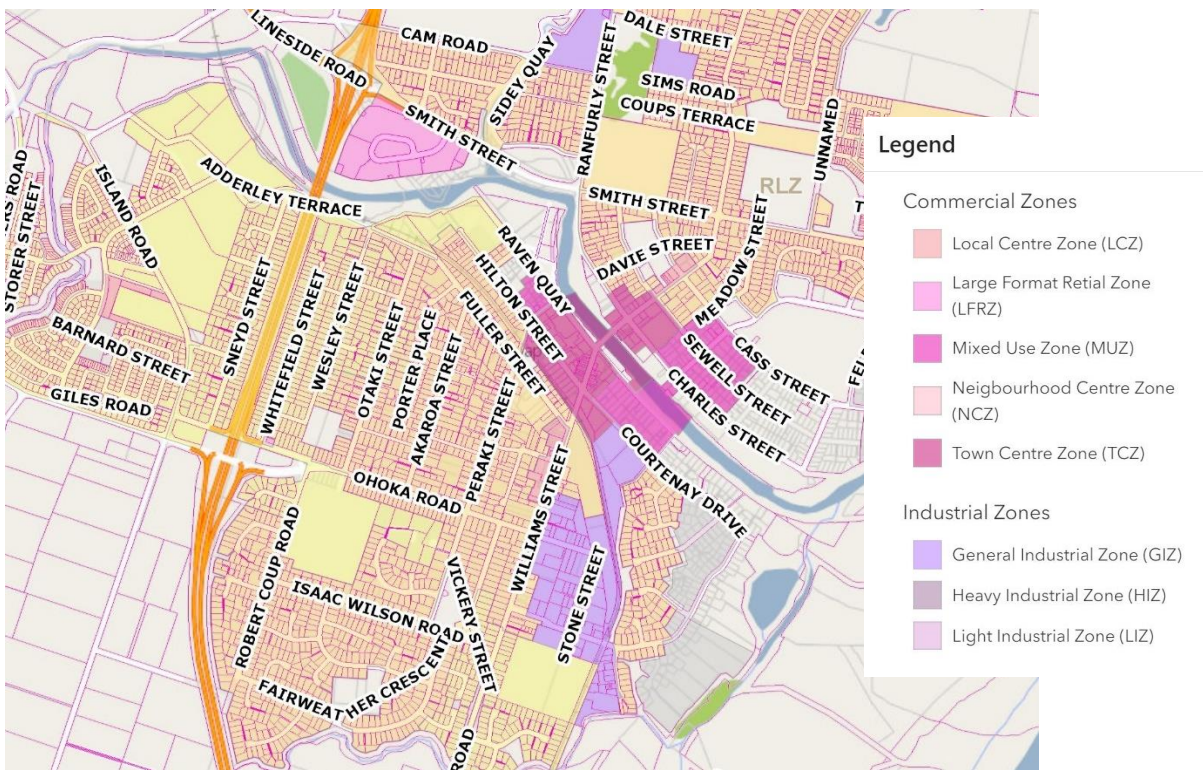 LINESIDE ROAD
CAM ROAD
SIDEY QUAY
RANFURLY STREET
DALE STREET
SIMS ROAD
COUPS TERRACE
UNNAMED
SMITH STREET
ADDERLEY TERRACE
ISLAND ROAD
STORER STREET
BARNARD STREET
GILES ROAD
SNEYD STREET
WHITEFIELD STREET
WESLEY STREET
OTAKI STREET
PORTER PLACE
AKAROA STREET
PERAKI STREET
FULLER STREET
HILTON STREET
RAVEN QUAY
SMITH STREET
DAVIE STREET
MEADOW STREET
RLZ
CASS STREET
SEWELL STREET
CHARLES STREET
COURTENAY DRIVE
OHOKA ROAD
WILLIAMS STREET
STONE STREET
VICKERY STREET
ROBERT COUP ROAD
ISAAC WILSON ROAD
FAIRWEATHER CRESCENT
ROAD
Legend
Commercial Zones
Local Centre Zone (LCZ)
Large Format Retial Zone
(LFRZ)
Mixed Use Zone (MUZ)
Neigbourhood Centre Zone
(NCZ)
Town Centre Zone (TCZ)
Industrial Zones
General Industrial Zone (GIZ)
Heavy Industrial Zone (HIZ)
Light Industrial Zone (LIZ)